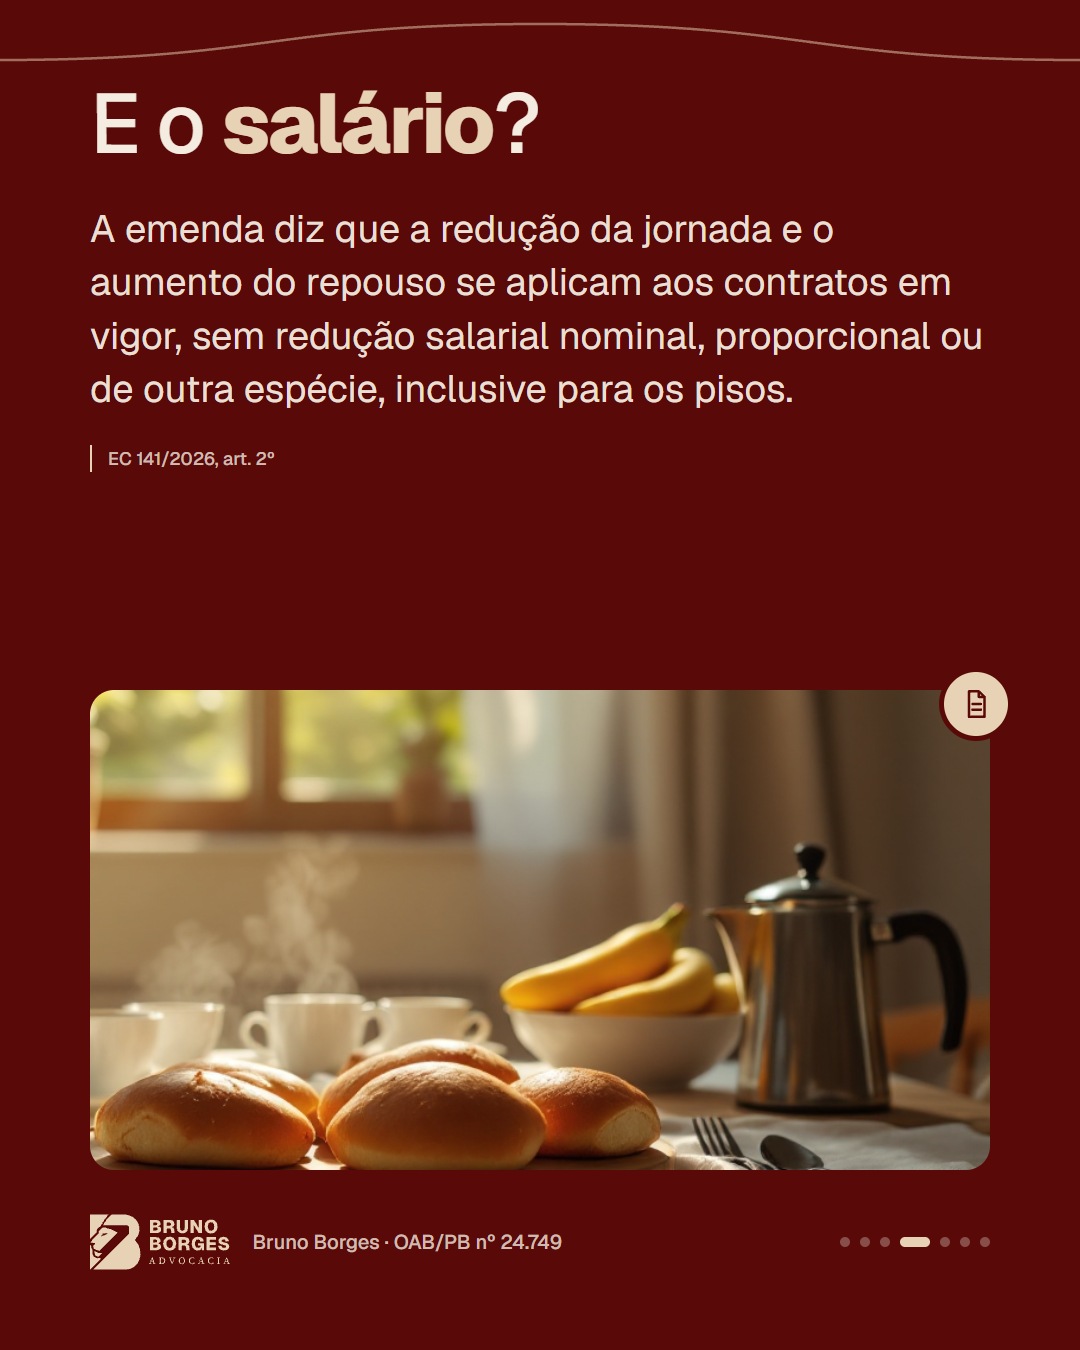 E o salário?
A emenda diz que a redução da jornada e o
aumento do repouso se aplicam aos contratos em
vigor, sem redução salarial nominal, proporcional ou
de outra espécie, inclusive para os pisos.
EC 141/2026, art. 2º
BRUNO
BORGES
ADVOCACIA
Bruno Borges · OAB/PB nº 24.749